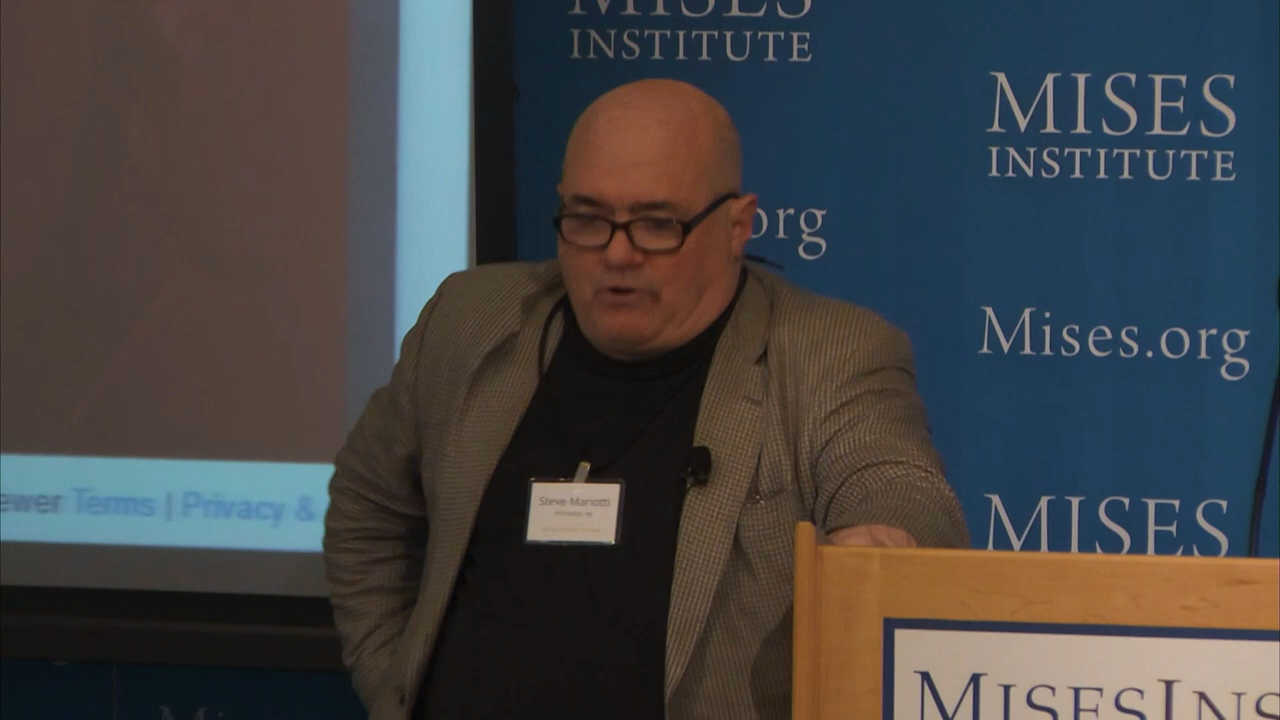 MISES
INSTITUTE
MISES
INSTITUTE
.org
Mises.org
MISES
ewer Terms | Privacy &
Steve Mariotti
MISESINS